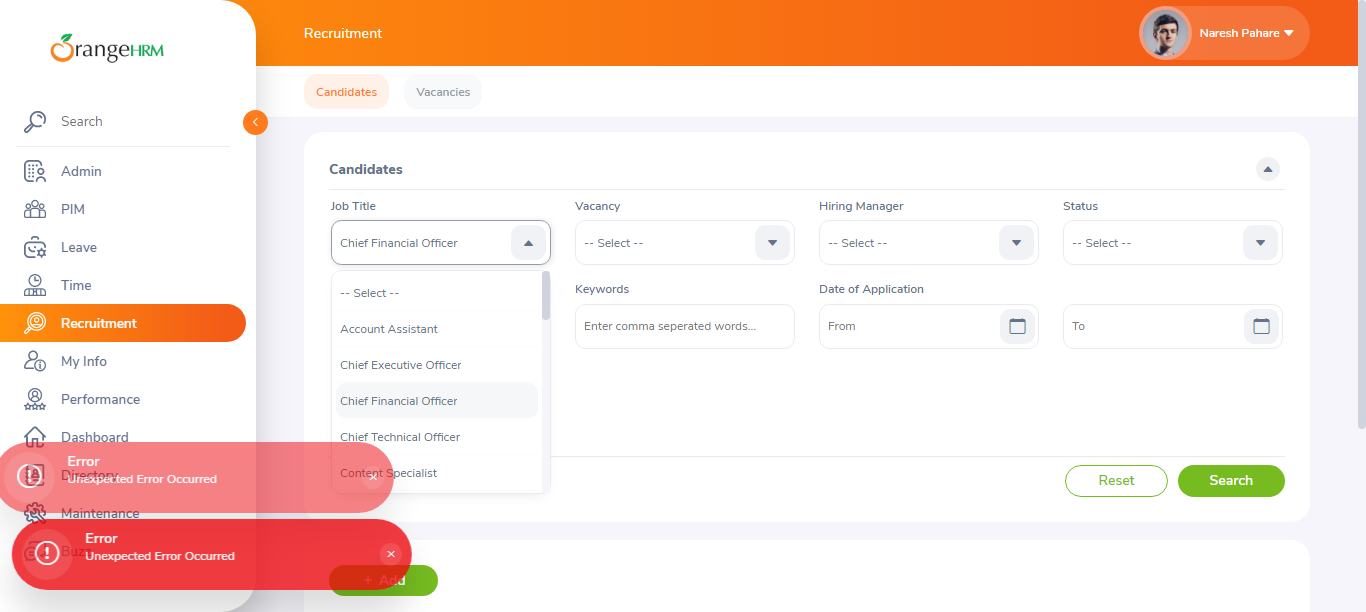 OrangeHRM
Recruitment
Naresh Pahare
Candidates
Vacancies
Search
Admin
PIM
Leave
Time
Recruitment
My Info
Performance
Dashboard
Directory
Maintenance
Buzz
Candidates
Job Title
Vacancy
Hiring Manager
Status
Chief Financial Officer
-- Select --
-- Select --
-- Select --
-- Select --
Account Assistant
Chief Executive Officer
Chief Financial Officer
Chief Technical Officer
Content Specialist
Keywords
Date of Application
Enter comma seperated words...
From
To
Reset
Search
Error
Unexpected Error Occurred
Error
Unexpected Error Occurred
+ Add